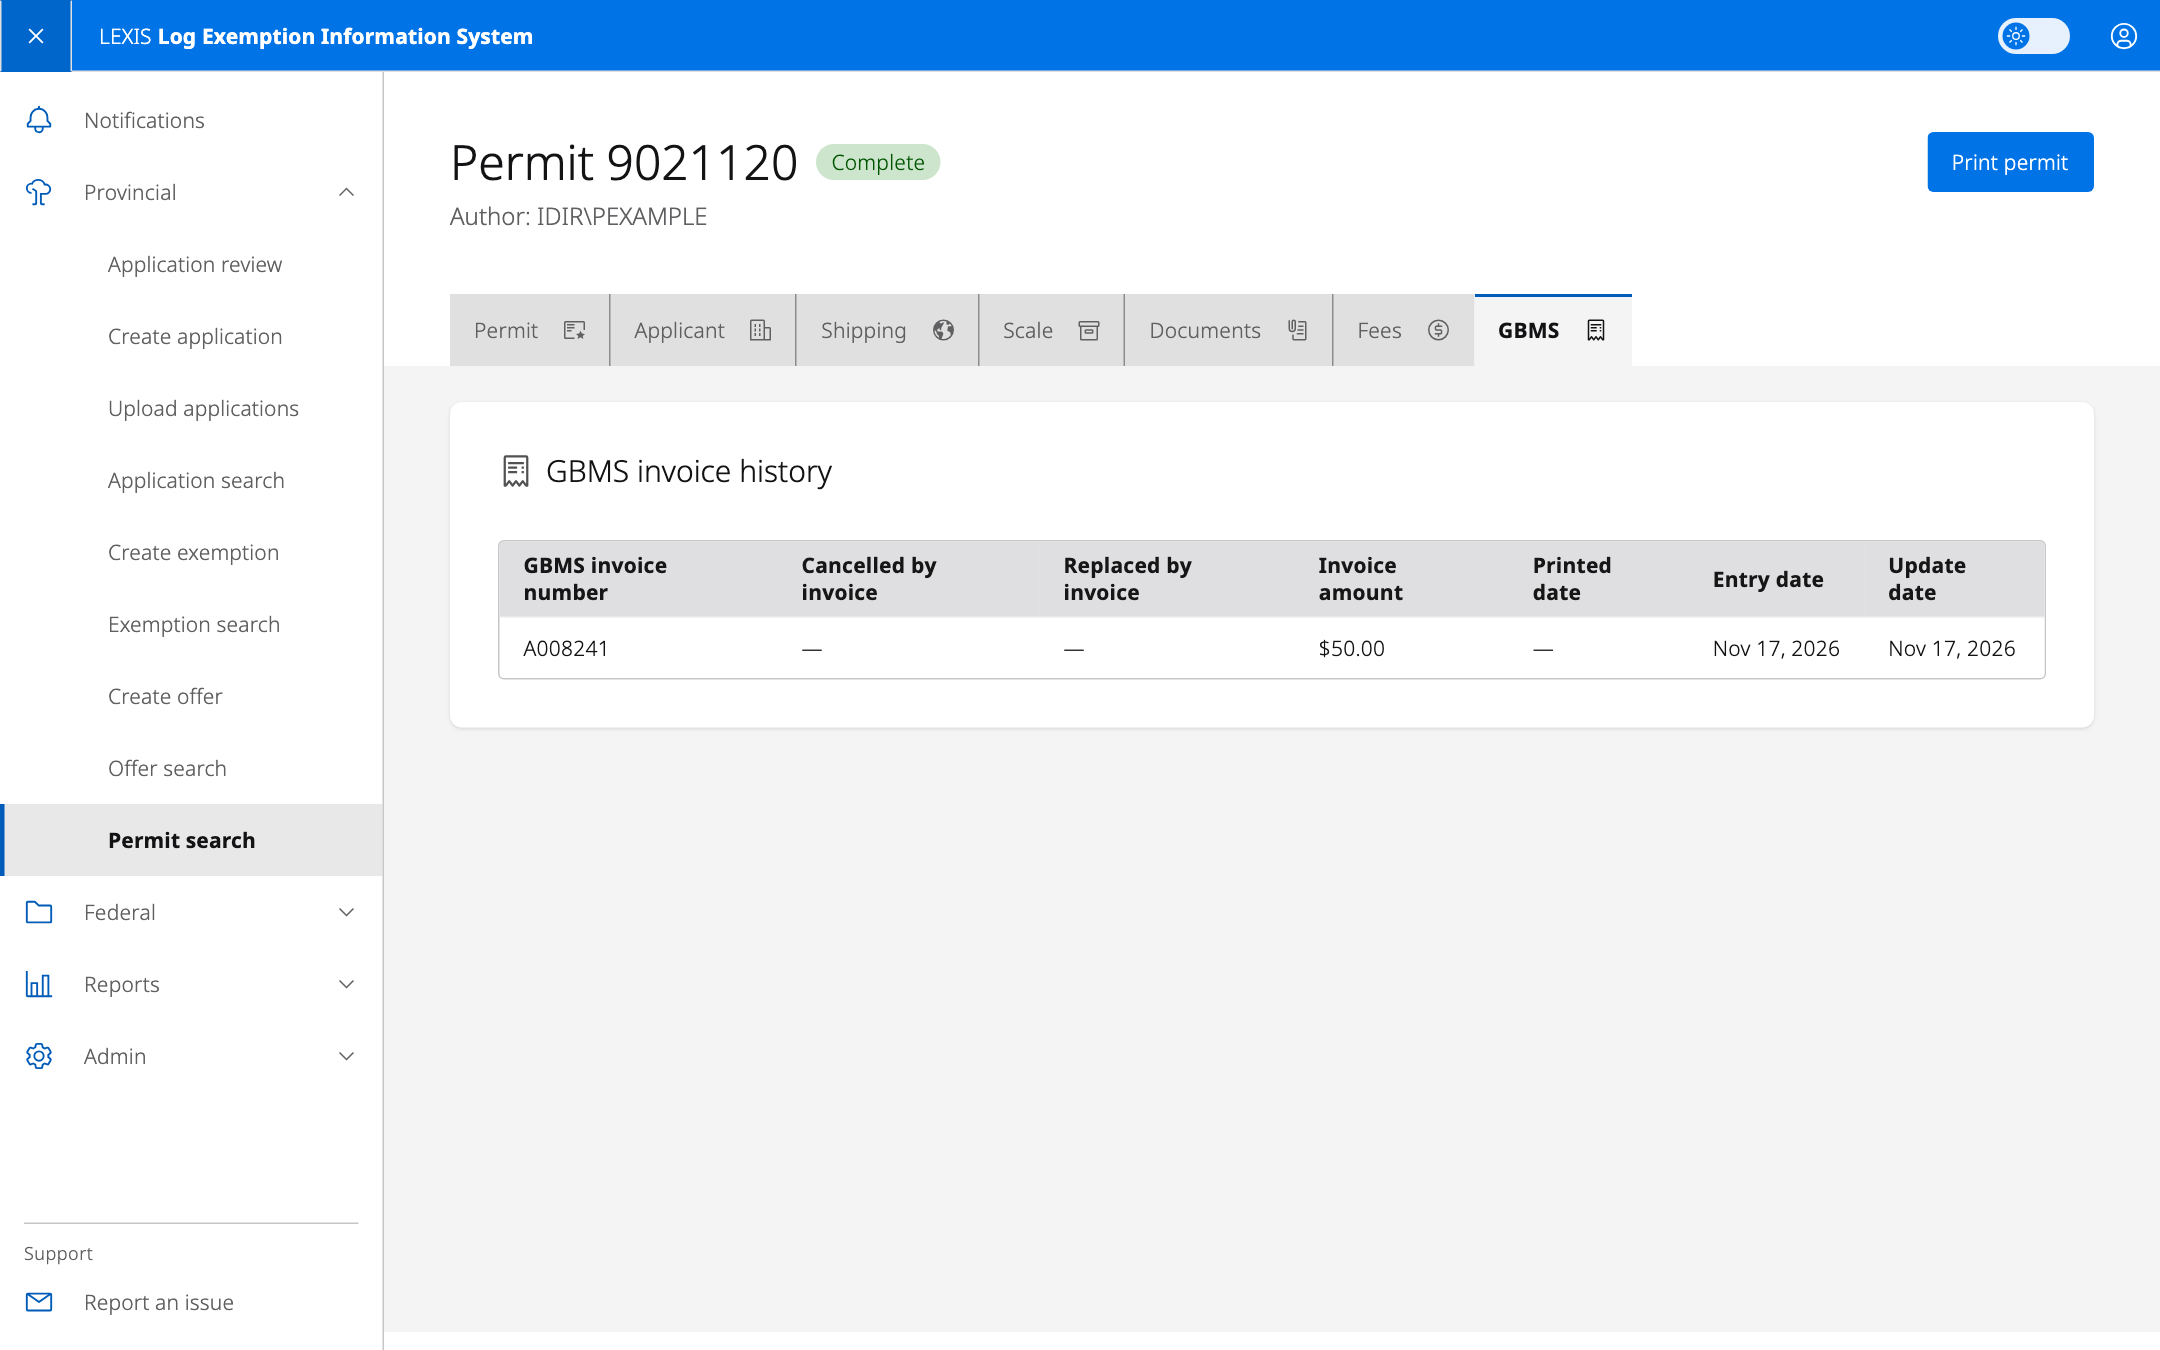 LEXIS Log Exemption Information System
Notifications
Provincial
Application review
Create application
Upload applications
Application search
Create exemption
Exemption search
Create offer
Offer search
Permit search
Federal
Reports
Admin
Support
Report an issue
Permit 9021120 Complete
Print permit
Author: IDIR\PEXAMPLE
Permit Applicant Shipping Scale Documents Fees GBMS
GBMS invoice history
GBMS invoice number Cancelled by invoice Replaced by invoice Invoice amount Printed date Entry date Update date
A008241 — — $50.00 — Nov 17, 2026 Nov 17, 2026